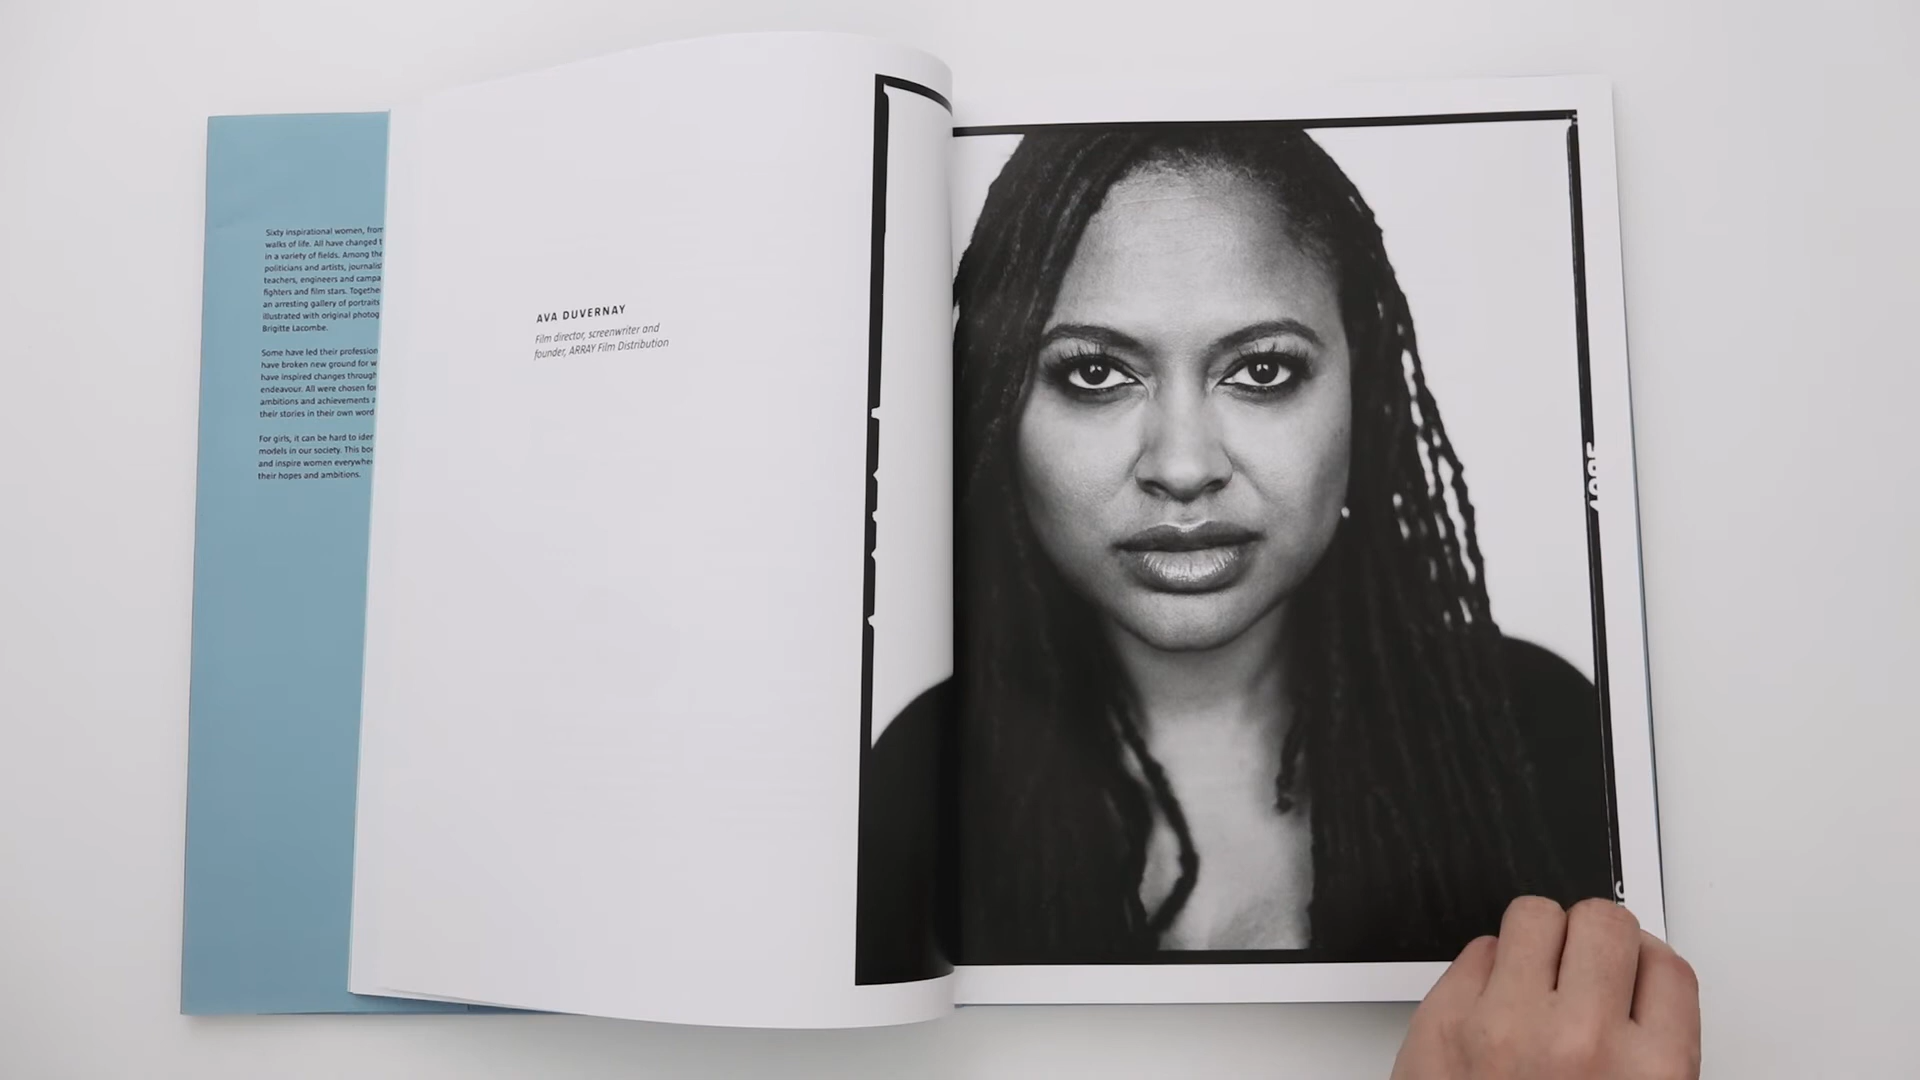 Sixty inspirational women, from
walks of life. All have changed t
in a variety of fields. Among the
politicians and artists, journalist
teachers, engineers and campa
fighters and film stars. Togethe
an arresting gallery of portraits
illustrated with original photog
Brigitte Lacombe.
Some have led their profession
have broken new ground for w
have inspired changes through
endeavour. All were chosen for
ambitions and achievements a
their stories in their own word
For girls, it can be hard to iden
models in our society. This boo
and inspire women everywhe
their hopes and ambitions.
AVA DUVERNAY
Film director, screenwriter and
founder, ARRAY Film Distribution